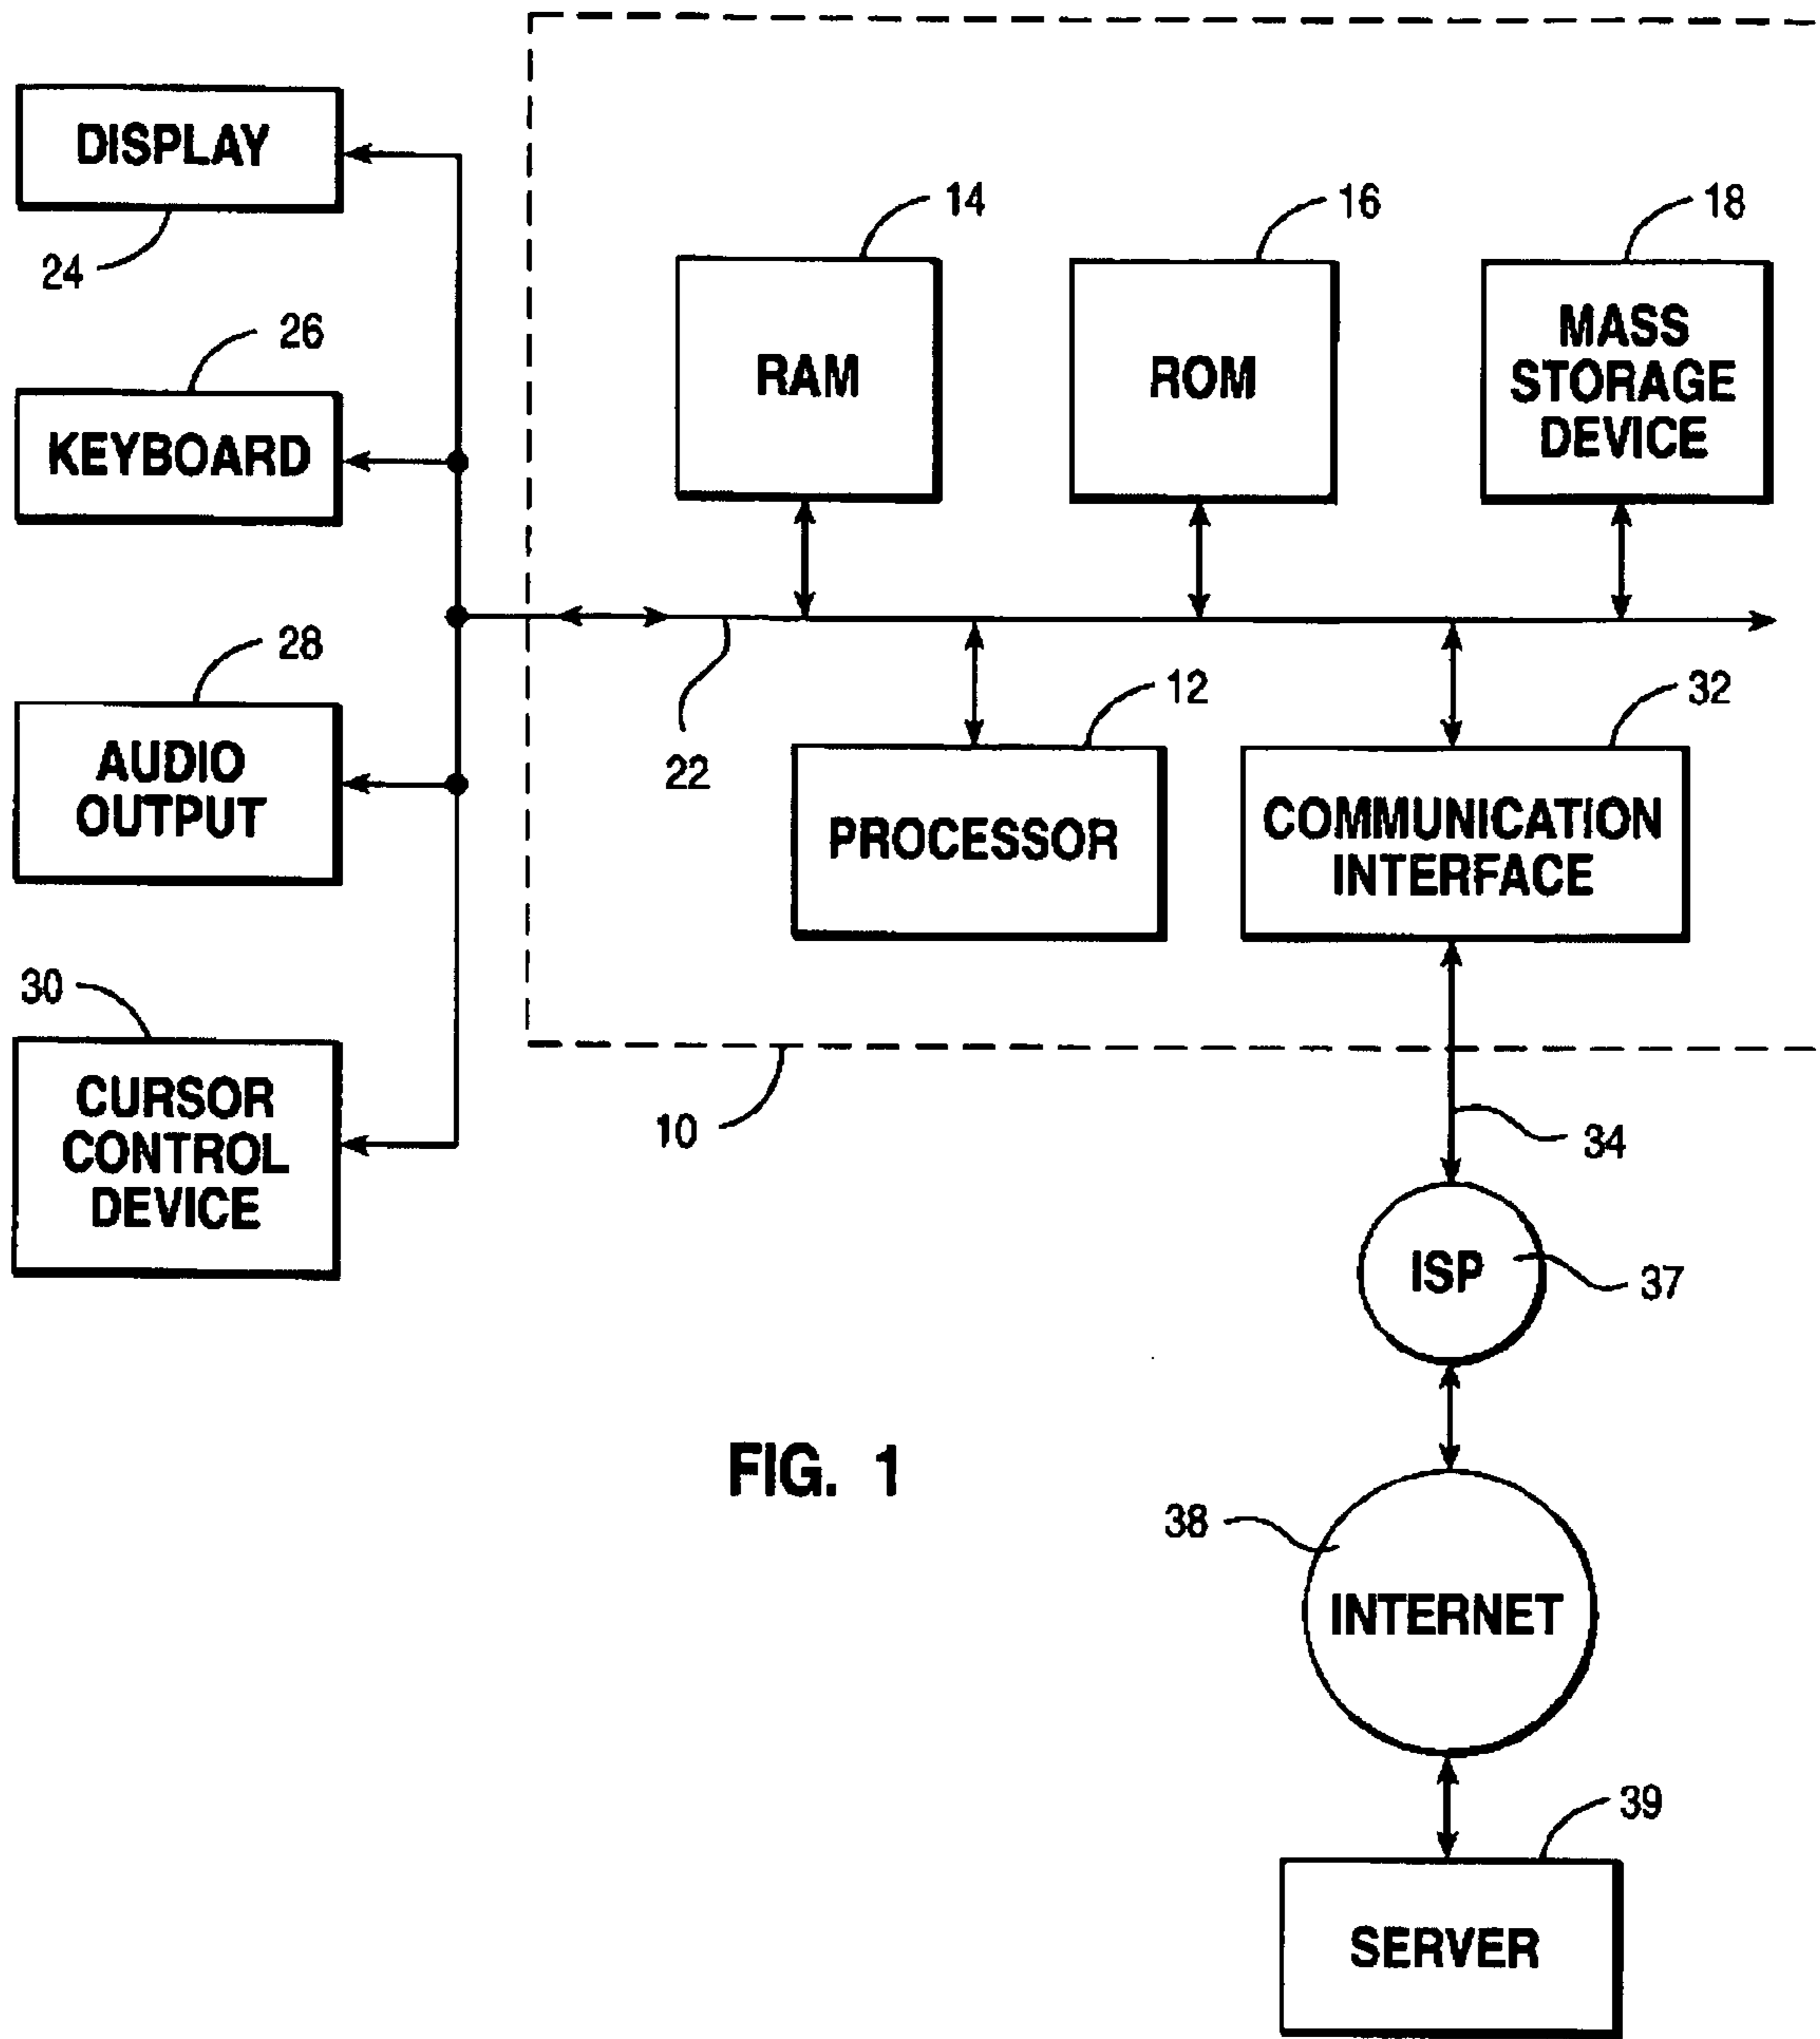 DISPLAY
24
26
KEYBOARD
28
AUDIO
OUTPUT
30
CURSOR
CONTROL
DEVICE
14
RAM
16
ROM
18
MASS
STORAGE
DEVICE
22
12
PROCESSOR
32
COMMUNICATION
INTERFACE
10
34
ISP
37
FIG. 1
38
INTERNET
39
SERVER